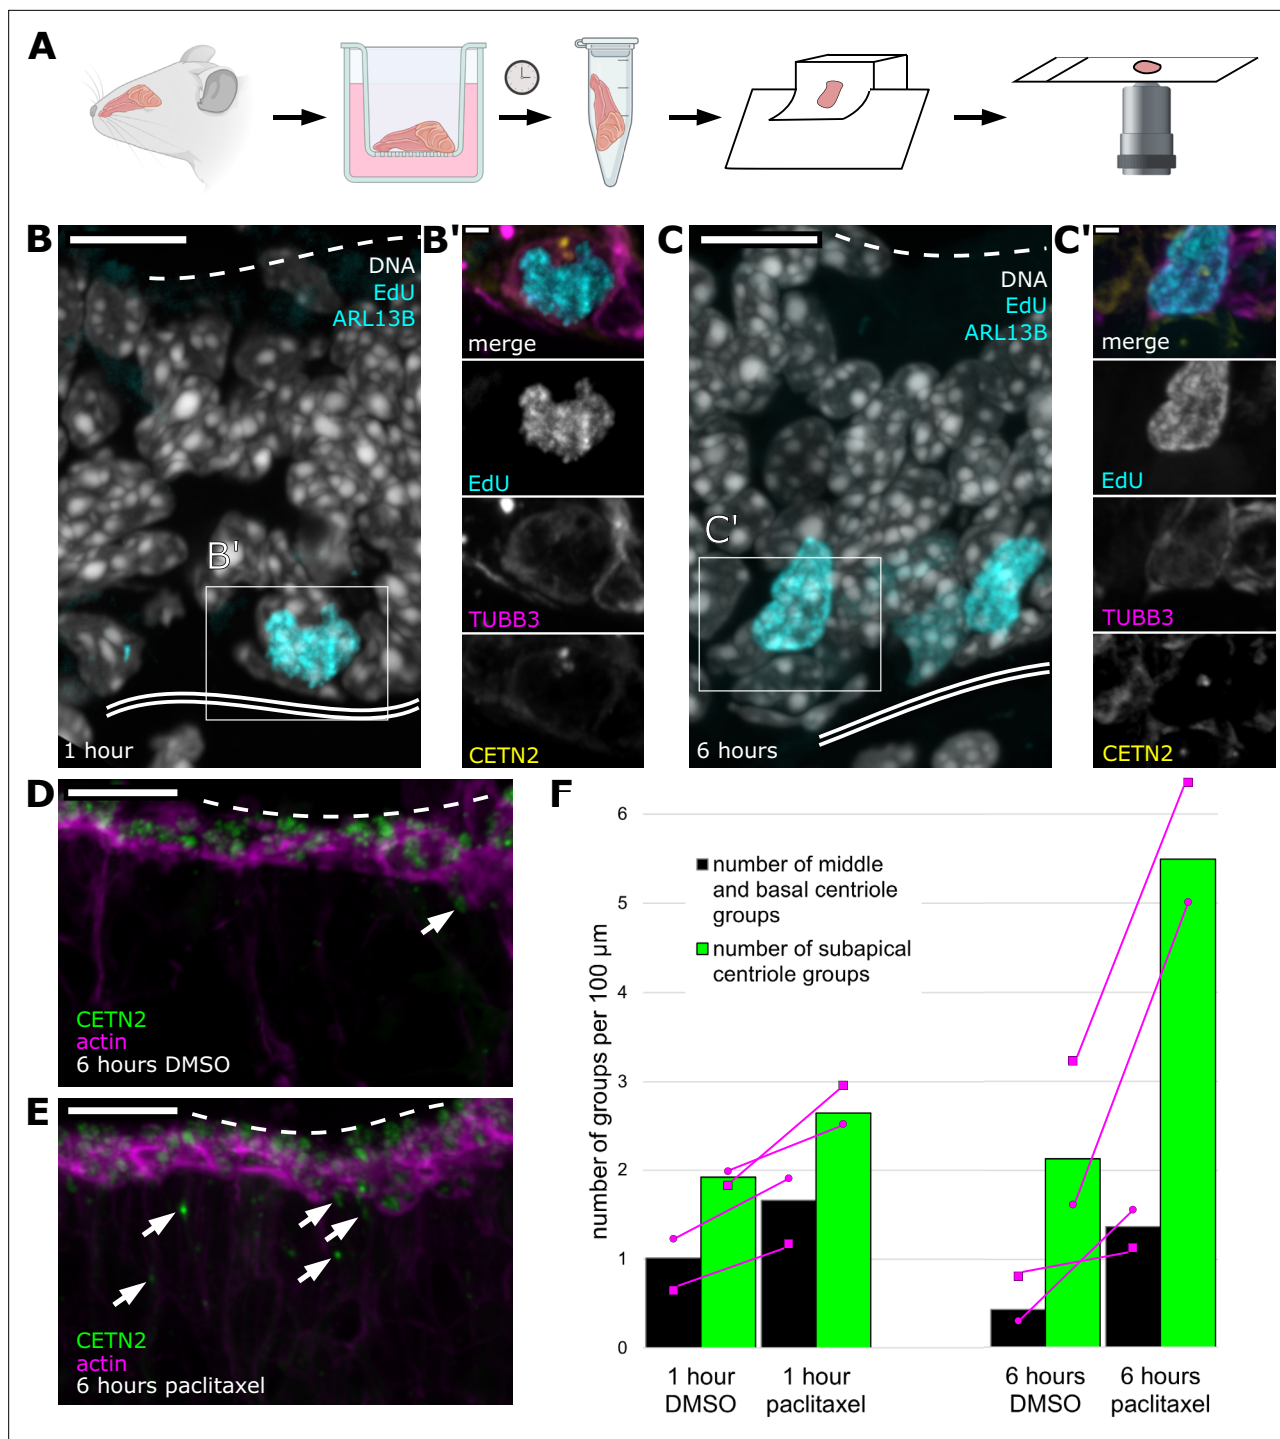 A
B
DNA
EdU
ARL13B
B'
1 hour
B'
merge
EdU
TUBB3
CETN2
C
DNA
EdU
ARL13B
C'
6 hours
C'
merge
EdU
TUBB3
CETN2
D
CETN2
actin
6 hours DMSO
E
CETN2
actin
6 hours paclitaxel
F
number of groups per 100 µm
6
5
4
3
2
1
0
number of middle
and basal centriole
groups
number of subapical
centriole groups
1 hour
DMSO
1 hour
paclitaxel
6 hours
DMSO
6 hours
paclitaxel